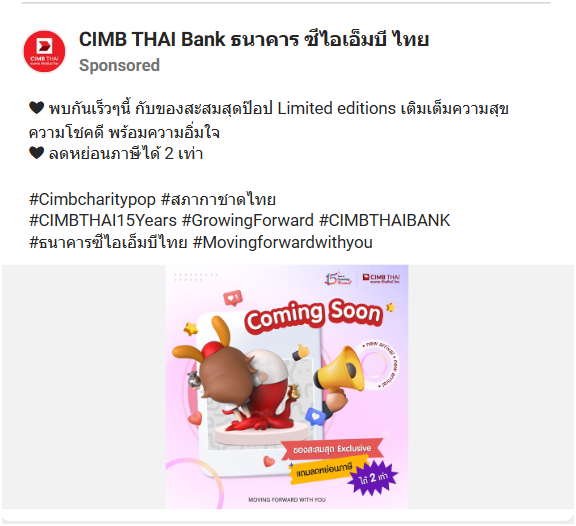 CIMB THAI Bank ธนาคาร ซีไอเอ็มบี ไทย
CIMB THAI
Sponsored
🖤 พบกันเร็วๆนี้ กับของสะสมสุดป๊อป Limited editions เติมเต็มความสุข
ความโชคดี พร้อมความอิ่มใจ
🖤 ลดหย่อนภาษีได้ 2 เท่า
#Cimbcharitypop #สภากาชาดไทย
#CIMBTHAI15Years #GrowingForward #CIMBTHAIBANK
#ธนาคารซีไอเอ็มบีไทย #Movingforwardwithyou
15
CIMB THAI
Coming Soon
• new arrival • new arrival
ของสะสมสุด Exclusive
แถมลดหย่อนภาษี
ได้ 2 เท่า
MOVING FORWARD WITH YOU